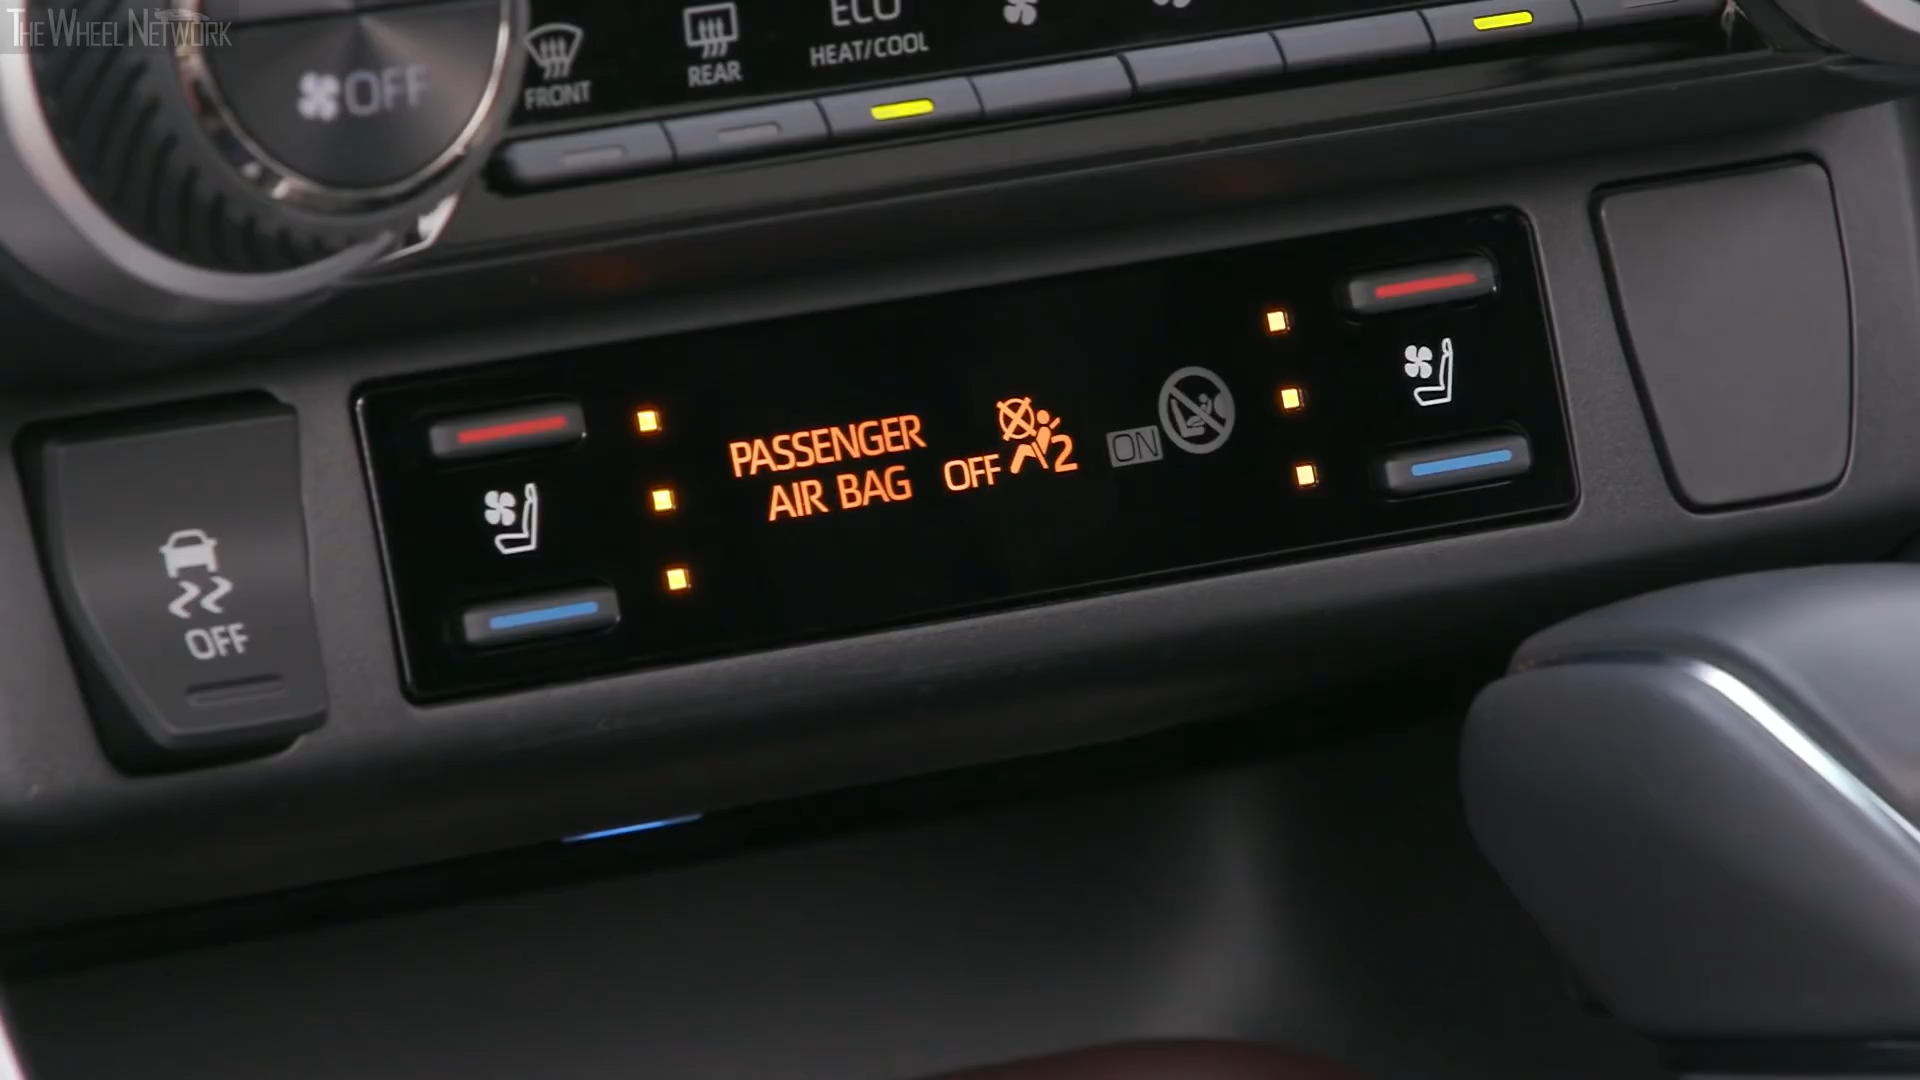 THE WHEEL NETWORK
OFF
FRONT
REAR
ECO
HEAT/COOL
PASSENGER
AIR BAG
OFF
2
ON
OFF